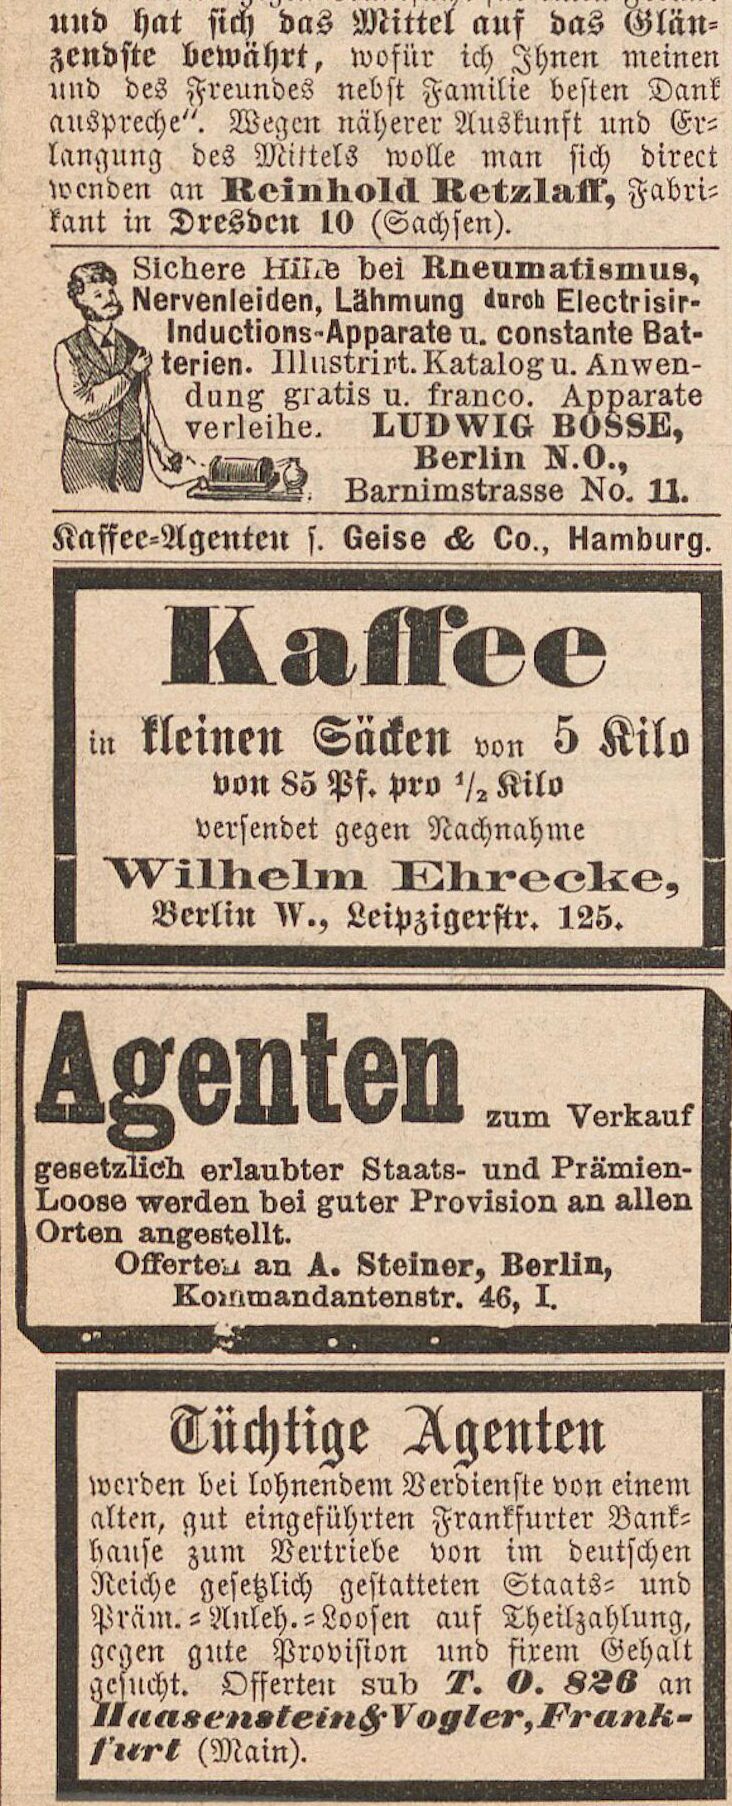 und hat sich das Mittel auf das Glän-
zendste bewährt, wofür ich Ihnen meinen
und des Freundes nebst Familie besten Dank
ausspreche“. Wegen näherer Auskunft und Er-
langung des Mittels wolle man sich direct
wenden an Reinhold Retzlaff, Fabri-
kant in Dresden 10 (Sachsen).
Sichere Hilfe bei Rheumatismus,
Nervenleiden, Lähmung durch Electrisir-
Inductions-Apparate u. constante Bat-
terien. Illustrirt. Katalog u. Anwen-
dung gratis u. franco. Apparate
verleihe. LUDWIG BOSSE,
Berlin N.O.,
Barnimstrasse No. 11.
Kaffee-Agenten s. Geise & Co., Hamburg.
Kaffee
in kleinen Säcken von 5 Kilo
von 85 Pf. pro 1/2 Kilo
versendet gegen Nachnahme
Wilhelm Ehrecke,
Berlin W., Leipzigerstr. 125.
Agenten zum Verkauf
gesetzlich erlaubter Staats- und Prämien-
Loose werden bei guter Provision an allen
Orten angestellt.
Offerten an A. Steiner, Berlin,
Kommandantenstr. 46, I.
Tüchtige Agenten
werden bei lohnendem Verdienste von einem
alten, gut eingeführten Frankfurter Bank-
hause zum Vertriebe von im deutschen
Reiche gesetzlich gestatteten Staats- und
Präm.-Anleh.-Loosen auf Theilzahlung,
gegen gute Provision und fixem Gehalt
gesucht. Offerten sub T. O. 826 an
Haasenstein & Vogler, Frank-
furt (Main).